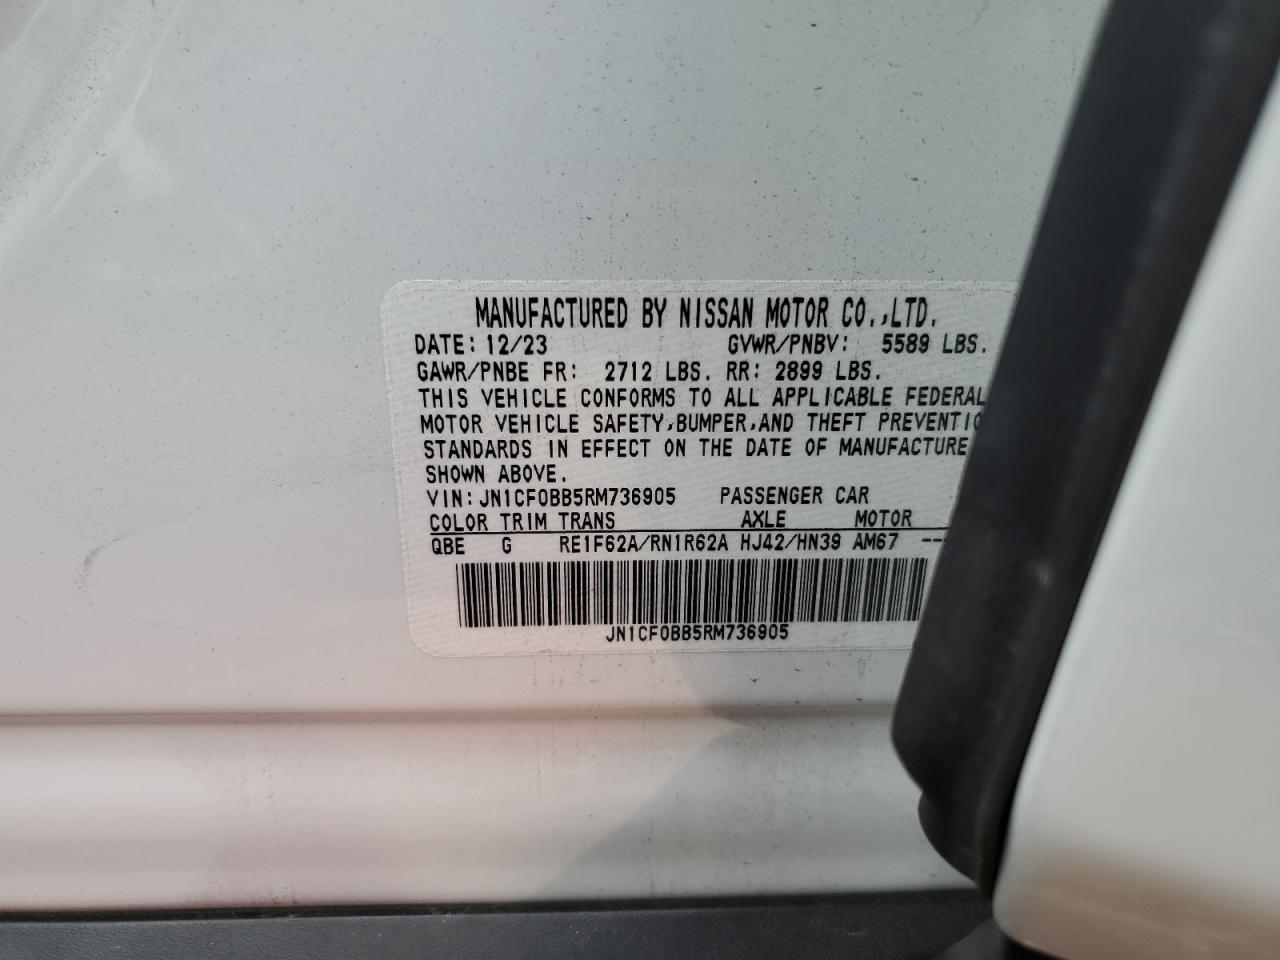 MANUFACTURED BY NISSAN MOTOR CO.,LTD.
DATE: 12/23 GVWR/PNBV: 5589 LBS.
GAWR/PNBE FR: 2712 LBS. RR: 2899 LBS.
THIS VEHICLE CONFORMS TO ALL APPLICABLE FEDERAL
MOTOR VEHICLE SAFETY,BUMPER,AND THEFT PREVENTIO
STANDARDS IN EFFECT ON THE DATE OF MANUFACTURE
SHOWN ABOVE.
VIN: JN1CF0BB5RM736905 PASSENGER CAR
COLOR TRIM TRANS AXLE MOTOR
QBE G RE1F62A/RN1R62A HJ42/HN39 AM67 ---
JN1CF0BB5RM736905